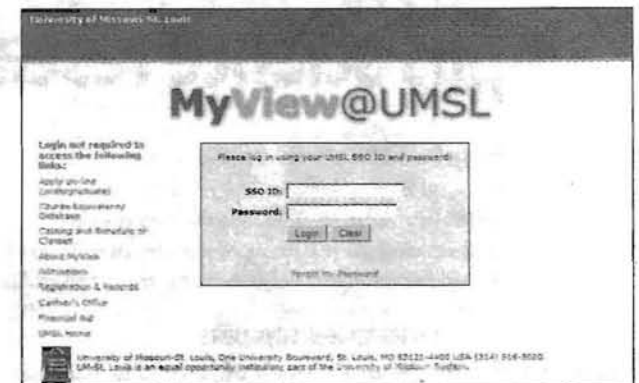 University of Missouri-St. Louis
MyView@UMSL
Login not required to
access the following
links:
Apply on-line
(undergraduate)
Course Equivalency
Database
Catalog and Schedule of
Classes
About MyView
Admissions
Registration & Records
Cashier's Office
Financial Aid
UMSL Home
Please log in using your UMSL SSO ID and password:
SSO ID:
Password:
Login Clear
Forgot My Password
University of Missouri-St. Louis, One University Boulevard, St. Louis, MO 63121-4400 USA (314) 516-5000.
UM-St. Louis is an equal opportunity institution; part of the University of Missouri System.